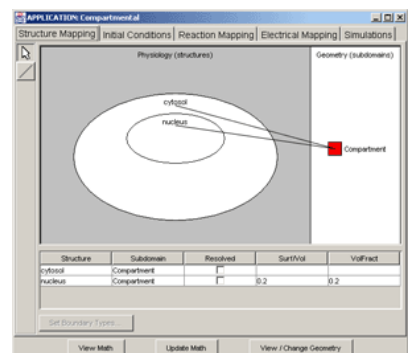 APPLICATION: Compartmental
Structure Mapping Initial Conditions Reaction Mapping Electrical Mapping Simulations
Physiology (structures) Geometry (subdomains)
cytosol
nucleus
Compartment
Structure Subdomain Resolved Surf/Vol VolFract
cytosol Compartment
nucleus Compartment 0.2 0.2
Set Boundary Types...
View Math Update Math View / Change Geometry